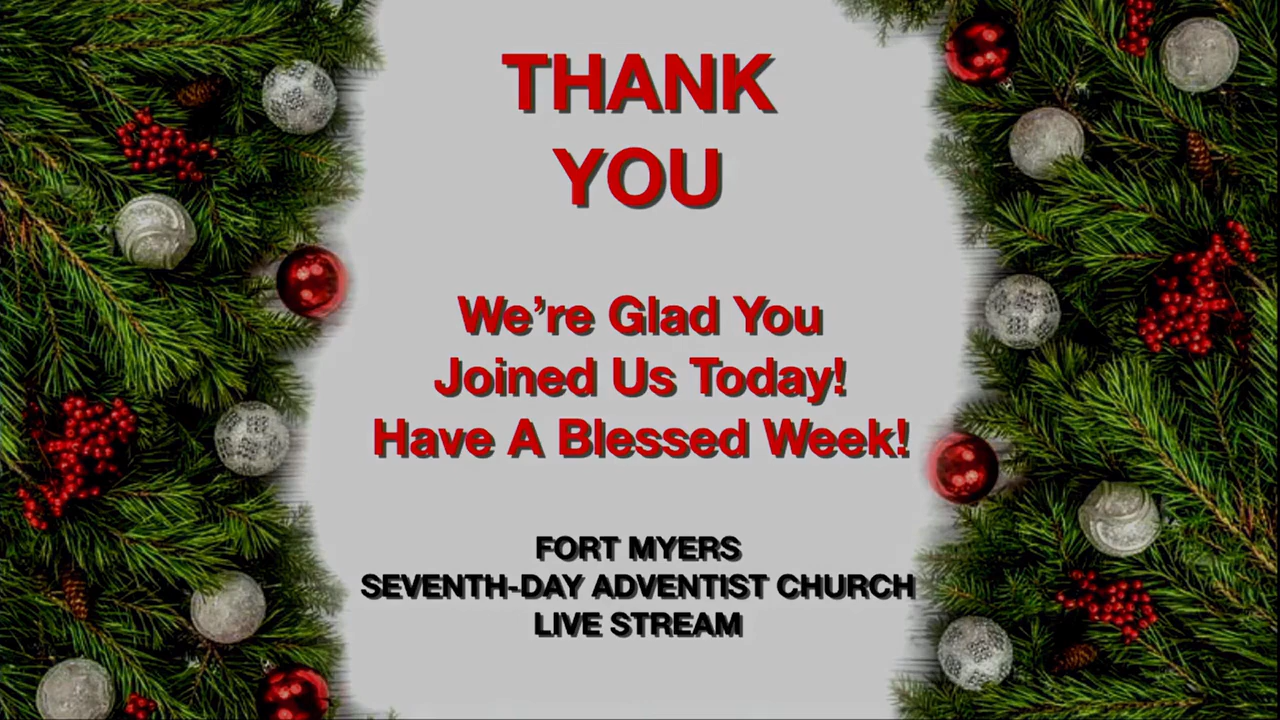 THANK
YOU
We’re Glad You
Joined Us Today!
Have A Blessed Week!
FORT MYERS
SEVENTH-DAY ADVENTIST CHURCH
LIVE STREAM